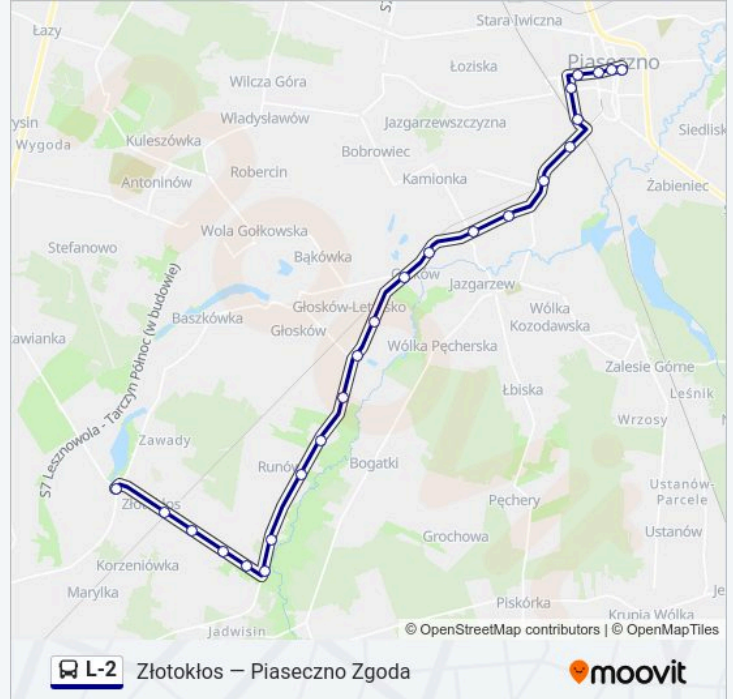 Stara Iwiczna
Łazy
Łoziska
Piaseczno
Wilcza Góra
Władysławów
Jazgarzewszczyzna
ysin
Wygoda
Kuleszówka
Siedlisk
Bobrowiec
Robercin
Antoninów
Kamionka
Żabieniec
Wola Gołkowska
Stefanowo
Bąkówka
Jazgarzew
Głosków-Letnisko
Baszkówka
Głosków
Wólka
Kozodawska
awianka
Wólka Pęcherska
Zalesie Górne
S7 Lesznowola - Tarczyn Północ (w budowie)
Łbiska
Leśnik
Wrzosy
Zawady
Runów
Bogatki
Ustanów-
Parcele
Pęchery
Ustanów
Grochowa
Korzeniówka
Marylka
Piskórka
Krupia Wólka
Jadwisin
© OpenStreetMap contributors | © OpenMapTiles
L-2 Złotokłos — Piaseczno Zgoda
moovit